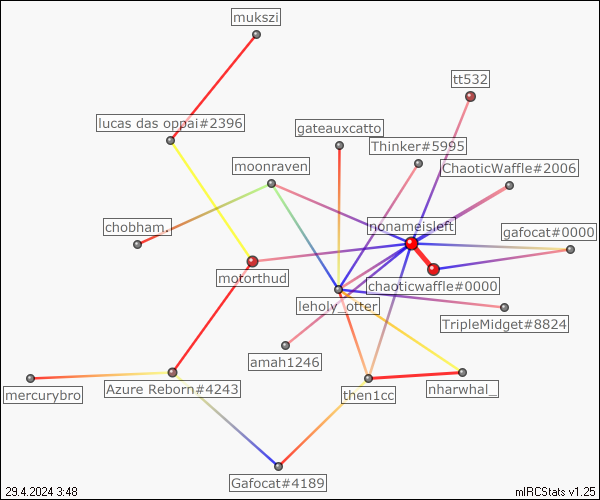 mukszi
tt532
lucas das oppai#2396
gateauxcatto
Thinker#5995
moonraven
ChaoticWaffle#2006
chobham.
nonameisleft
gafocat#0000
motorthud
chaoticwaffle#0000
leholy_otter
TripleMidget#8824
amah1246
mercurybro
Azure Reborn#4243
then1cc
nharwhal_
Gafocat#4189
29.4.2024 3:48
mIRCStats v1.25